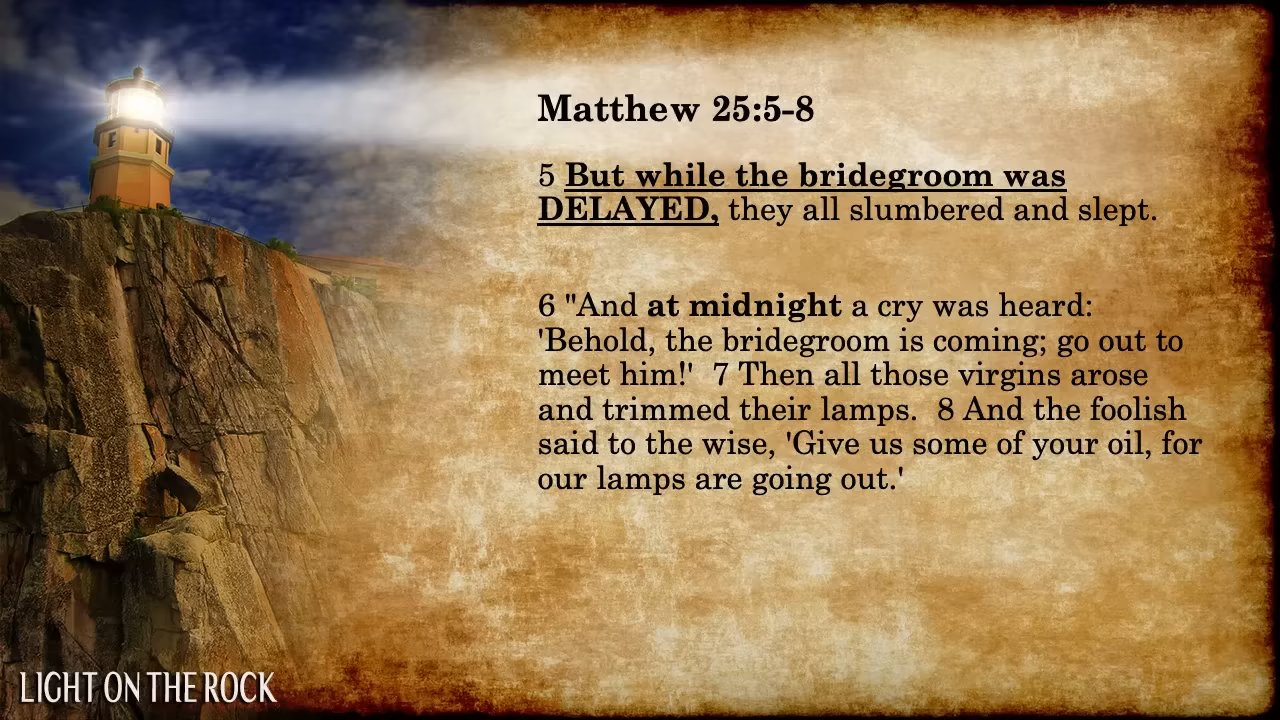 Matthew 25:5-8
5 But while the bridegroom was
DELAYED, they all slumbered and slept.
6 "And at midnight a cry was heard:
'Behold, the bridegroom is coming; go out to
meet him!'  7 Then all those virgins arose
and trimmed their lamps.  8 And the foolish
said to the wise, 'Give us some of your oil, for
our lamps are going out.'
LIGHT ON THE ROCK